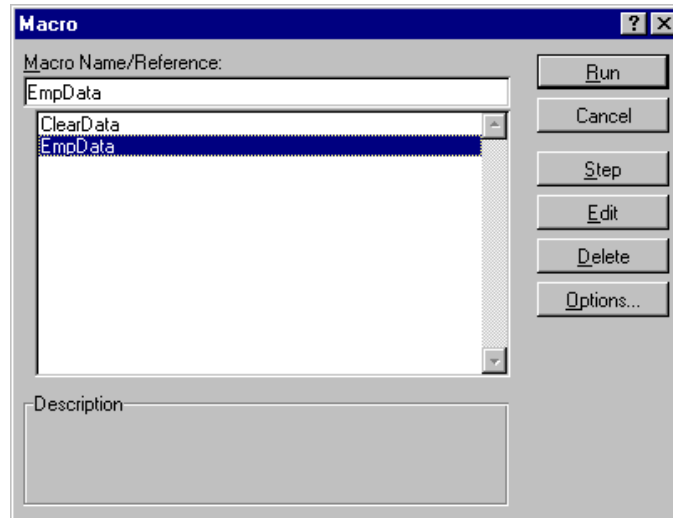 Macro
Macro Name/Reference:
EmpData
ClearData
EmpData
Run
Cancel
Step
Edit
Delete
Options...
Description